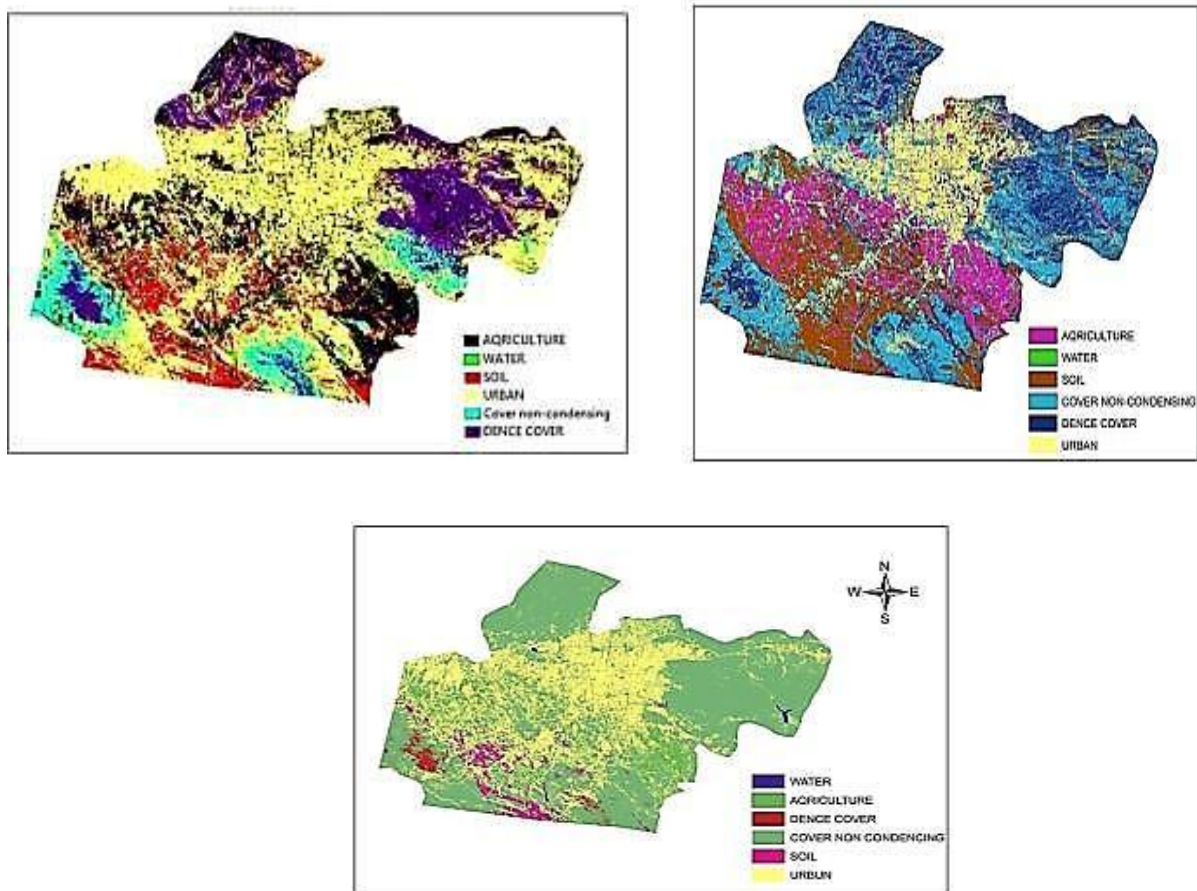 AQRICULTURE
WATER
SOIL
URBAN
Cover non-condensing
DENCE COVER
AQRICULTURE
WATER
SOIL
COVER NON-CONDENSING
DENCE COVER
URBAN
N
W E
S
WATER
AQRICULTURE
DENCE COVER
COVER NON CONDENCING
SOIL
URBUN